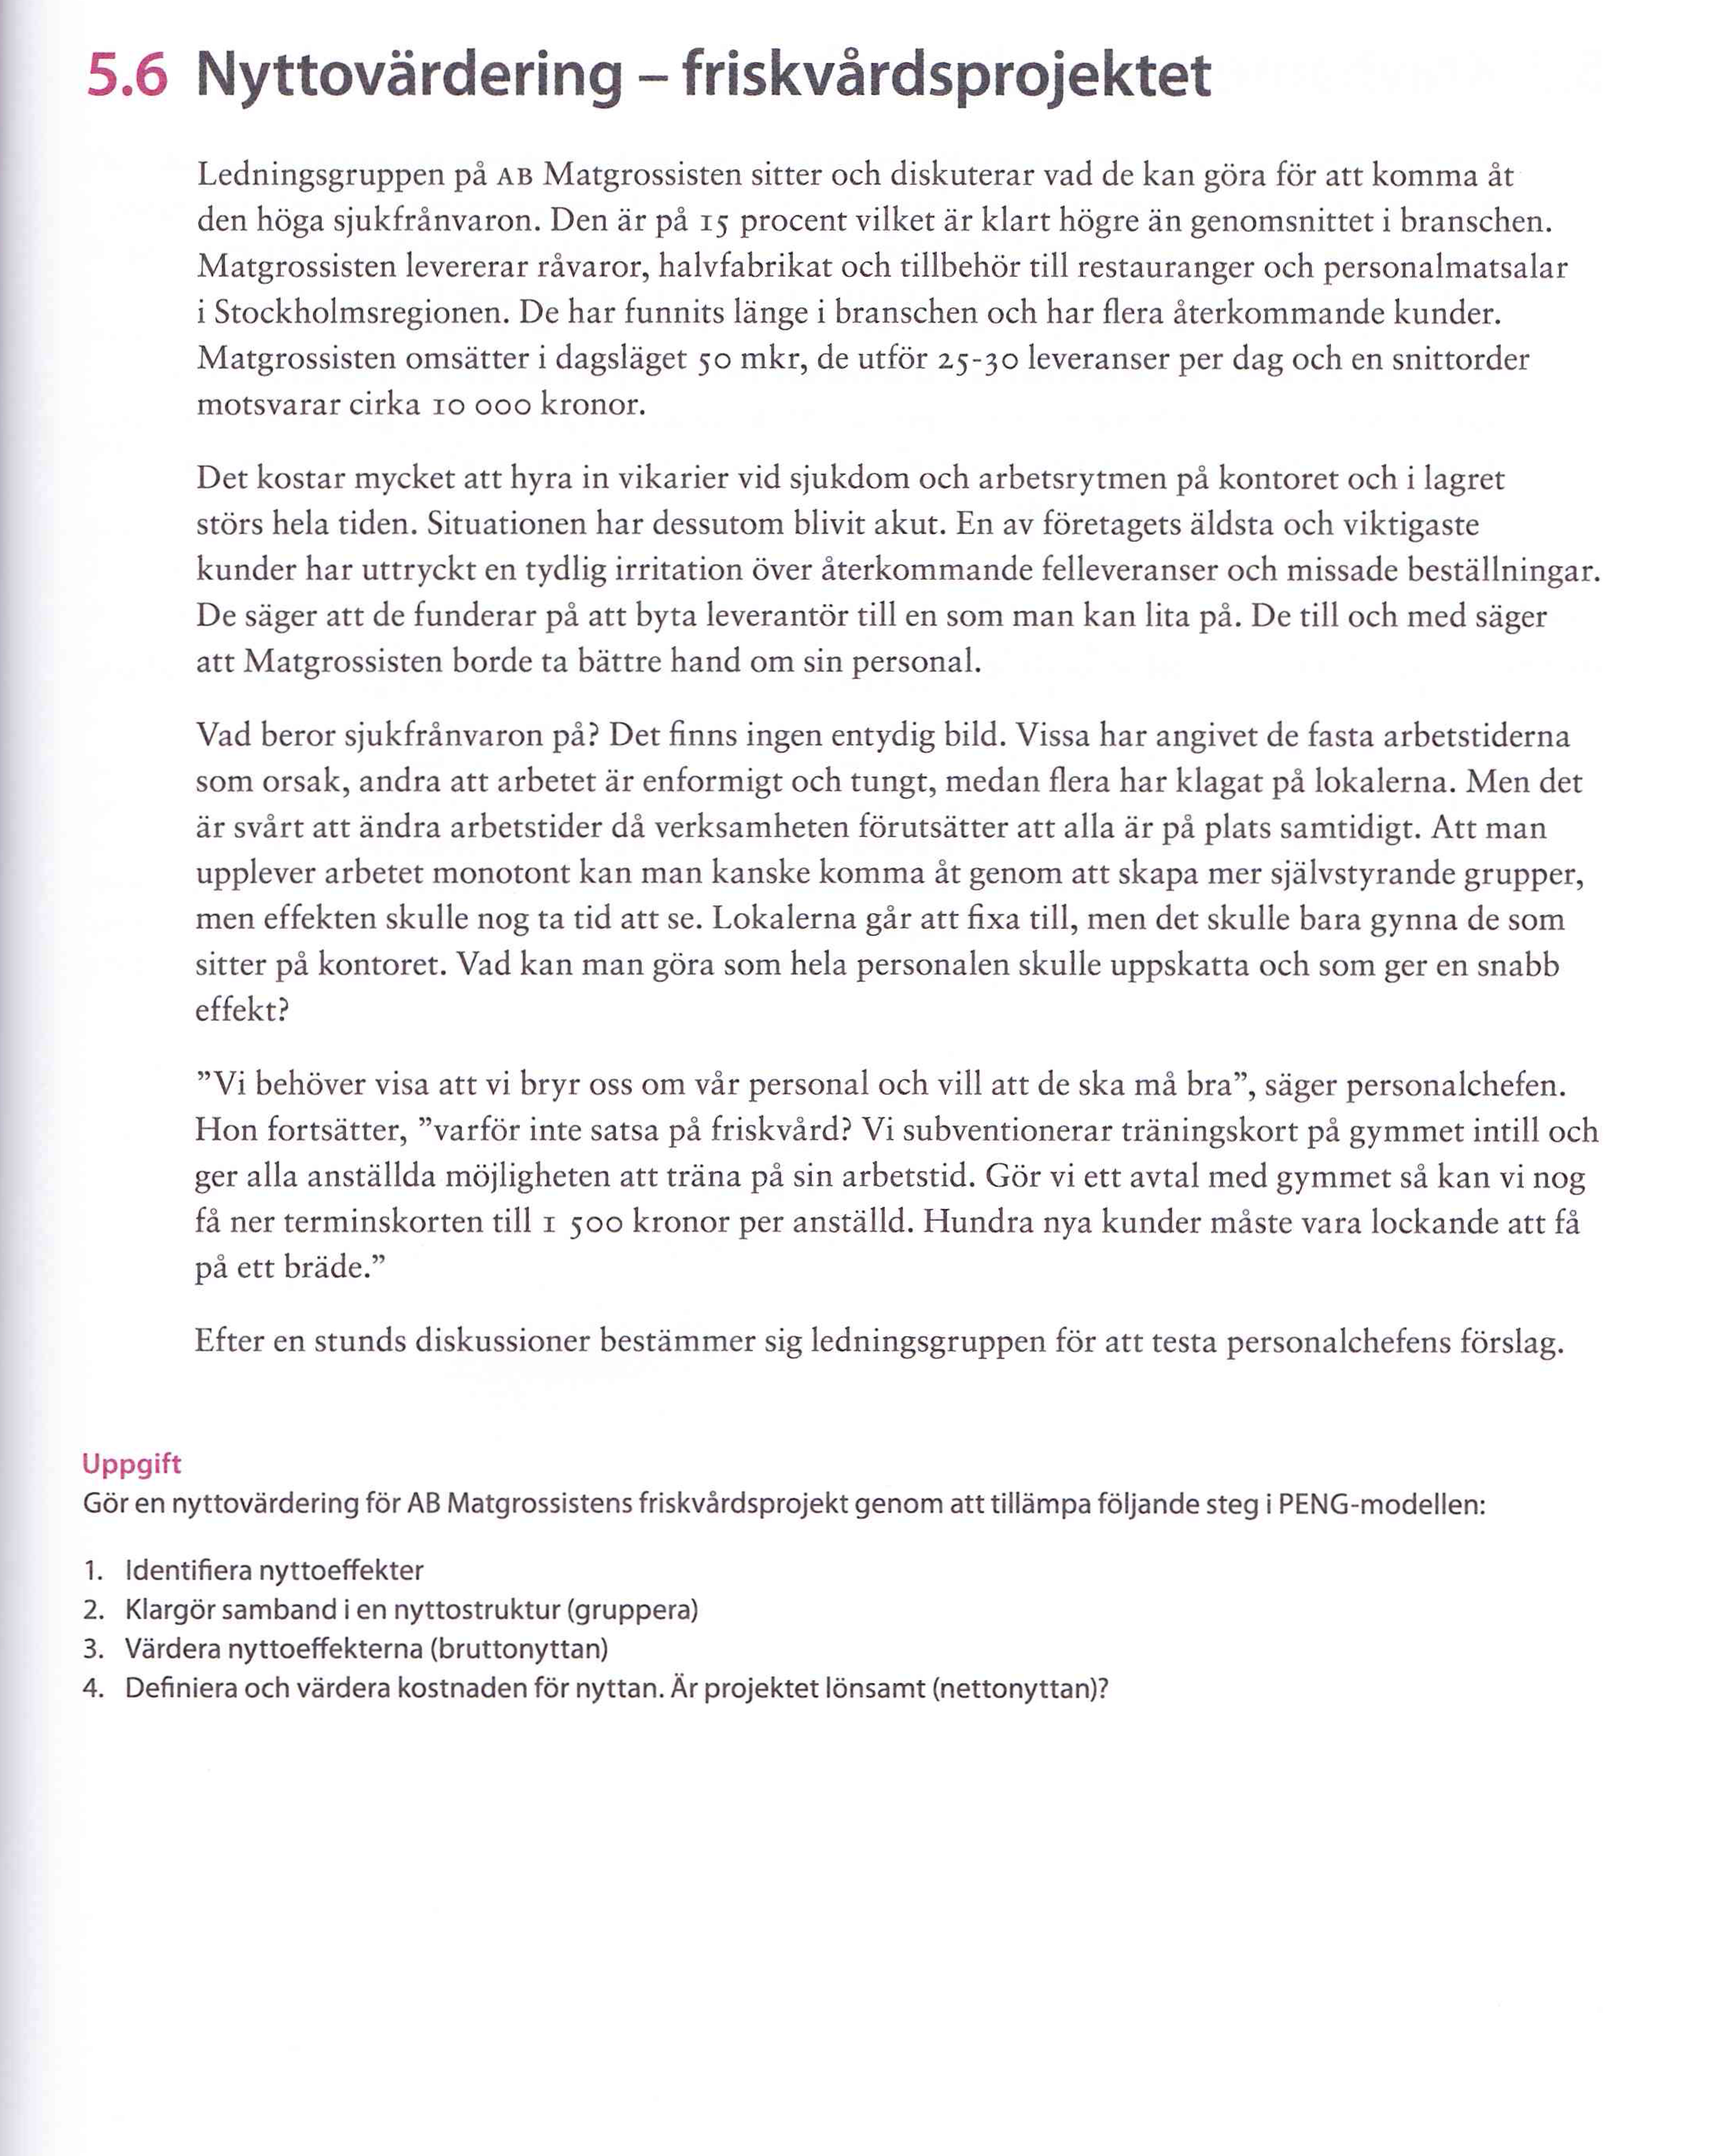 5.6 Nyttovärdering – friskvårdsprojektet
Ledningsgruppen på AB Matgrossisten sitter och diskuterar vad de kan göra för att komma åt
den höga sjukfrånvaron. Den är på 15 procent vilket är klart högre än genomsnittet i branschen.
Matgrossisten levererar råvaror, halvfabrikat och tillbehör till restauranger och personalmatsalar
i Stockholmsregionen. De har funnits länge i branschen och har flera återkommande kunder.
Matgrossisten omsätter i dagsläget 50 mkr, de utför 25-30 leveranser per dag och en snittorder
motsvarar cirka 10 000 kronor.
Det kostar mycket att hyra in vikarier vid sjukdom och arbetsrytmen på kontoret och i lagret
störs hela tiden. Situationen har dessutom blivit akut. En av företagets äldsta och viktigaste
kunder har uttryckt en tydlig irritation över återkommande felleveranser och missade beställningar.
De säger att de funderar på att byta leverantör till en som man kan lita på. De till och med säger
att Matgrossisten borde ta bättre hand om sin personal.
Vad beror sjukfrånvaron på? Det finns ingen entydig bild. Vissa har angivet de fasta arbetstiderna
som orsak, andra att arbetet är enformigt och tungt, medan flera har klagat på lokalerna. Men det
är svårt att ändra arbetstider då verksamheten förutsätter att alla är på plats samtidigt. Att man
upplever arbetet monotont kan man kanske komma åt genom att skapa mer självstyrande grupper,
men effekten skulle nog ta tid att se. Lokalerna går att fixa till, men det skulle bara gynna de som
sitter på kontoret. Vad kan man göra som hela personalen skulle uppskatta och som ger en snabb
effekt?
”Vi behöver visa att vi bryr oss om vår personal och vill att de ska må bra”, säger personalchefen.
Hon fortsätter, ”varför inte satsa på friskvård? Vi subventionerar träningskort på gymmet intill och
ger alla anställda möjligheten att träna på sin arbetstid. Gör vi ett avtal med gymmet så kan vi nog
få ner terminskorten till 1 500 kronor per anställd. Hundra nya kunder måste vara lockande att få
på ett bräde.”
Efter en stunds diskussioner bestämmer sig ledningsgruppen för att testa personalchefens förslag.
Uppgift
Gör en nyttovärdering för AB Matgrossistens friskvårdsprojekt genom att tillämpa följande steg i PENG-modellen:
1. Identifiera nyttoeffekter
2. Klargör samband i en nyttostruktur (gruppera)
3. Värdera nyttoeffekterna (bruttonyttan)
4. Definiera och värdera kostnaden för nyttan. Är projektet lönsamt (nettonyttan)?